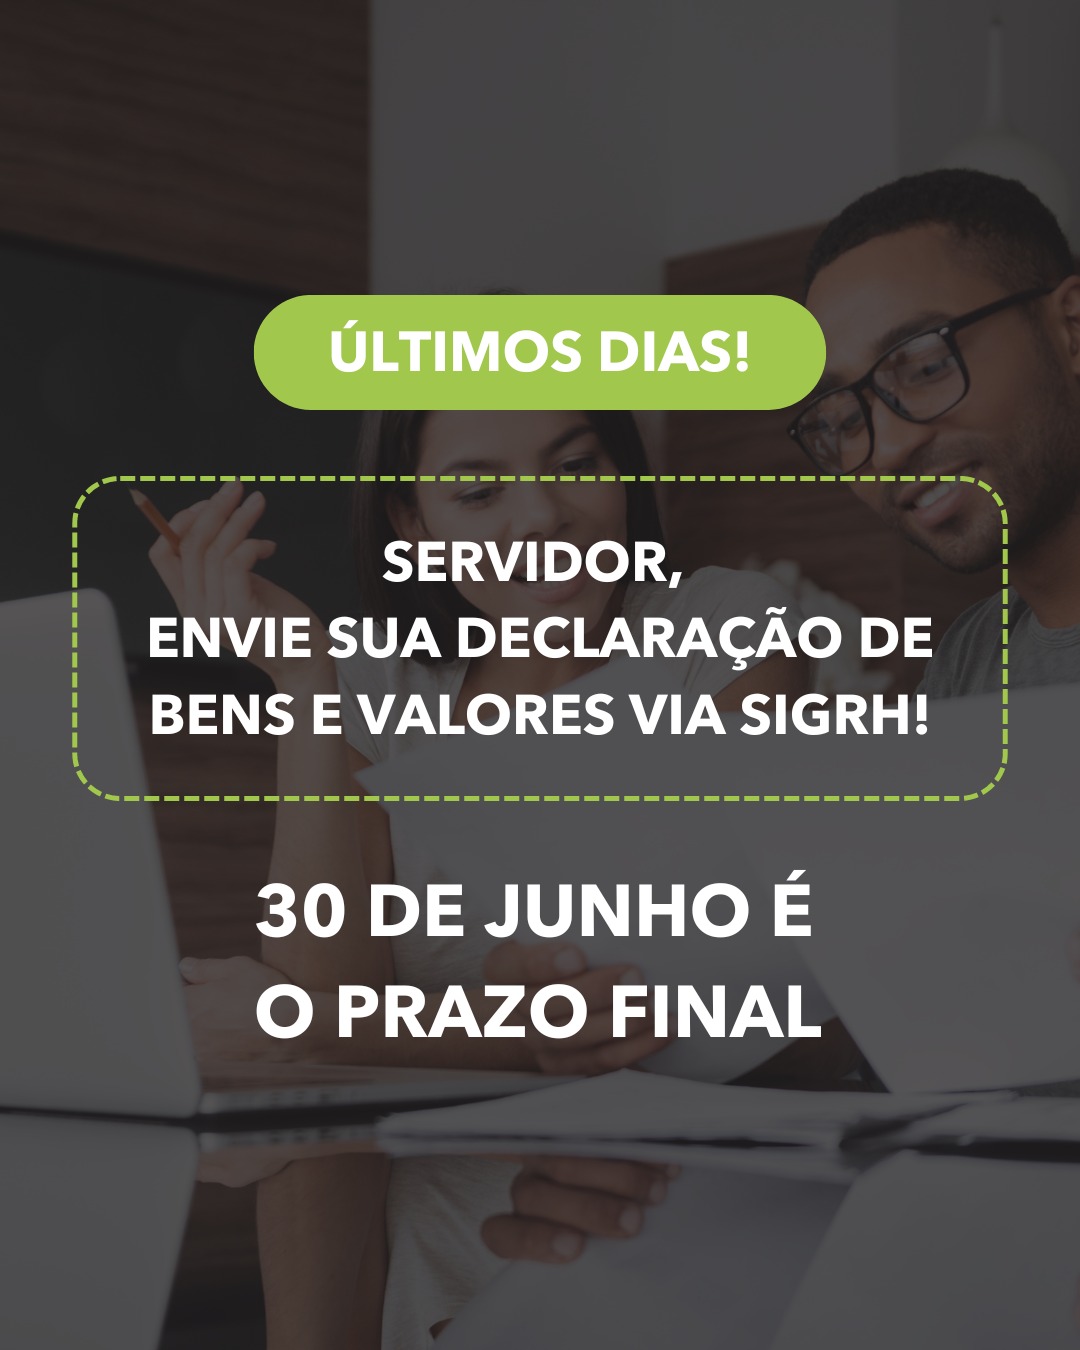 ÚLTIMOS DIAS!
SERVIDOR,
ENVIE SUA DECLARAÇÃO DE
BENS E VALORES VIA SIGRH!
30 DE JUNHO É
O PRAZO FINAL